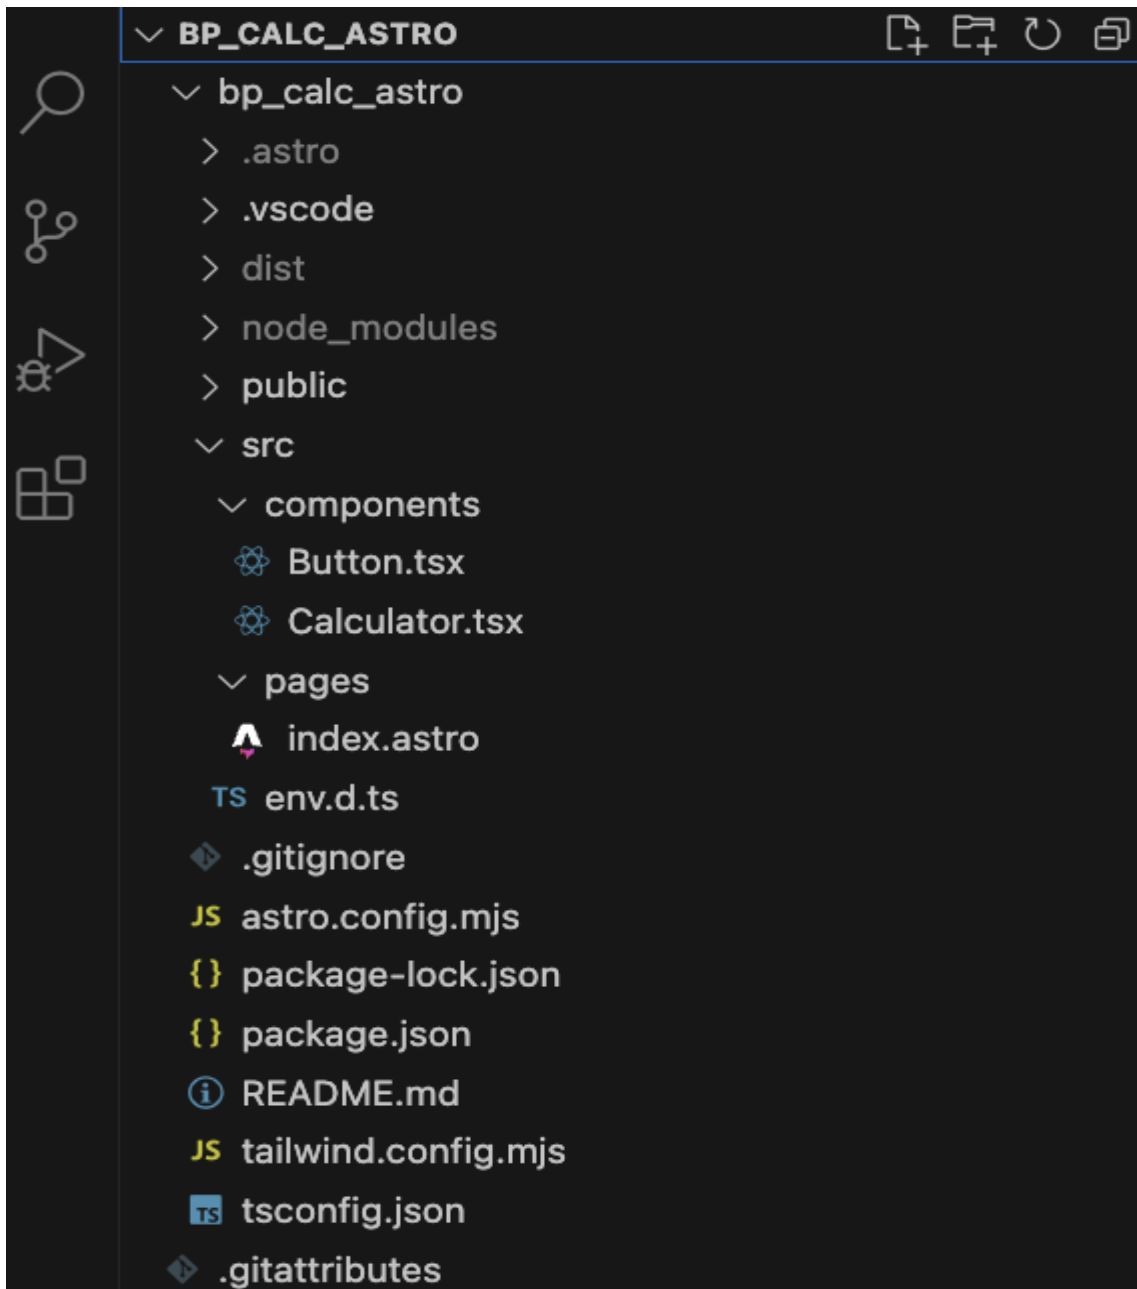 BP_CALC_ASTRO
bp_calc_astro
.astro
.vscode
dist
node_modules
public
src
components
Button.tsx
Calculator.tsx
pages
index.astro
TS env.d.ts
.gitignore
JS astro.config.mjs
{} package-lock.json
{} package.json
README.md
JS tailwind.config.mjs
TS tsconfig.json
.gitattributes